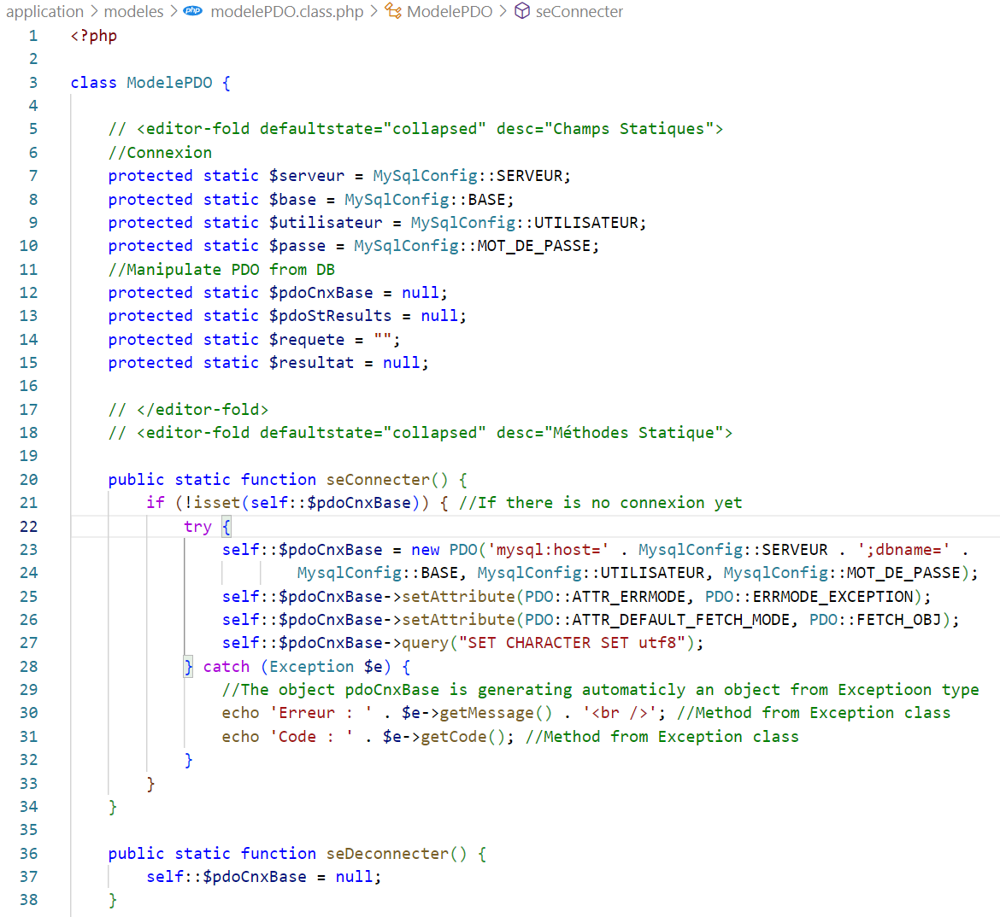 application > modeles > php modelePDO.class.php > ModelePDO > seConnecter
1 <?php
2
3 class ModelePDO {
4
5 // <editor-fold defaultstate="collapsed" desc="Champs Statiques">
6 //Connexion
7 protected static $serveur = MySqlConfig::SERVEUR;
8 protected static $base = MySqlConfig::BASE;
9 protected static $utilisateur = MySqlConfig::UTILISATEUR;
10 protected static $passe = MySqlConfig::MOT_DE_PASSE;
11 //Manipulate PDO from DB
12 protected static $pdoCnxBase = null;
13 protected static $pdoStResults = null;
14 protected static $requete = "";
15 protected static $resultat = null;
16
17 // </editor-fold>
18 // <editor-fold defaultstate="collapsed" desc="Méthodes Statique">
19
20 public static function seConnecter() {
21 if (!isset(self::$pdoCnxBase)) { //If there is no connexion yet
22 try {
23 self::$pdoCnxBase = new PDO('mysql:host=' . MysqlConfig::SERVEUR . ';dbname=' .
24 MysqlConfig::BASE, MysqlConfig::UTILISATEUR, MysqlConfig::MOT_DE_PASSE);
25 self::$pdoCnxBase->setAttribute(PDO::ATTR_ERRMODE, PDO::ERRMODE_EXCEPTION);
26 self::$pdoCnxBase->setAttribute(PDO::ATTR_DEFAULT_FETCH_MODE, PDO::FETCH_OBJ);
27 self::$pdoCnxBase->query("SET CHARACTER SET utf8");
28 } catch (Exception $e) {
29 //The object pdoCnxBase is generating automaticly an object from Exceptioon type
30 echo 'Erreur : ' . $e->getMessage() . '<br />'; //Method from Exception class
31 echo 'Code : ' . $e->getCode(); //Method from Exception class
32 }
33 }
34 }
35
36 public static function seDeconnecter() {
37 self::$pdoCnxBase = null;
38 }